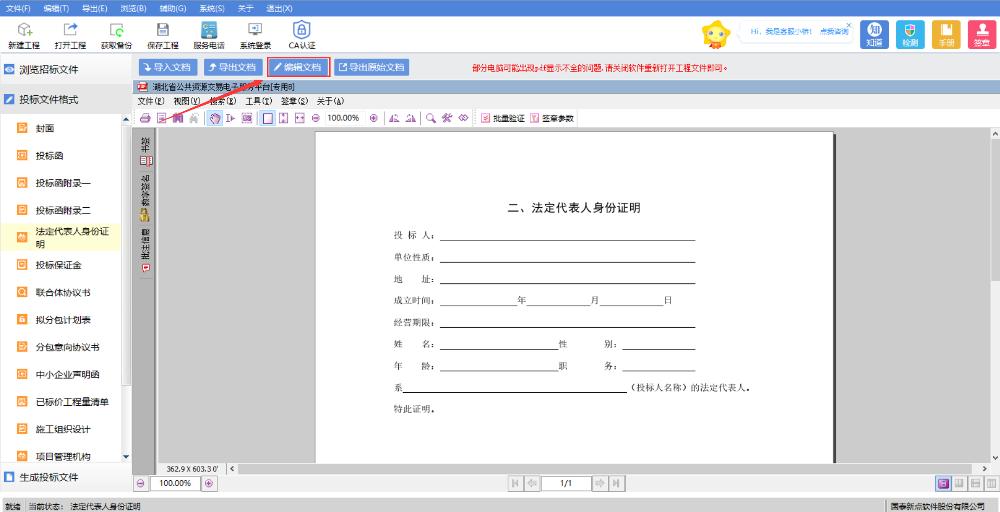 文件(F) 编辑(T) 导出(E) 浏览(B) 辅助(G) 系统(S) 关于 退出(X)
新建工程 打开工程 获取备份 保存工程 服务电话 系统登录 CA认证
Hi，我是客服小桥！ 点我咨询
知
知道 检测 手册 签章
浏览招标文件
投标文件格式
封面
投标函
投标函附录一
投标函附录二
法定代表人身份证
明
投标保证金
联合体协议书
拟分包计划表
分包意向协议书
中小企业声明函
已标价工程量清单
施工组织设计
项目管理机构
生成投标文件
导入文档 导出文档 编辑文档 导出原始文档
部分电脑可能出现pdf显示不全的问题,请关闭软件重新打开工程文件即可。
PDF 湖北省公共资源交易电子服务平台[专用B]
文件(F) 视图(V) 搜索(E) 工具(T) 签章(S) 关于(A)
100.00% 批量验证 签章参数
书签
数字签名
批注信息
二、法定代表人身份证明
投 标 人：
单位性质：
地 址：
成立时间： 年 月 日
经营期限：
姓 名： 性 别：
年 龄： 职 务：
系 （投标人名称）的法定代表人。
特此证明。
362.9 X 603.3 0'
100.00% 1/1
就绪 当前状态： 法定代表人身份证明 国泰新点软件股份有限公司